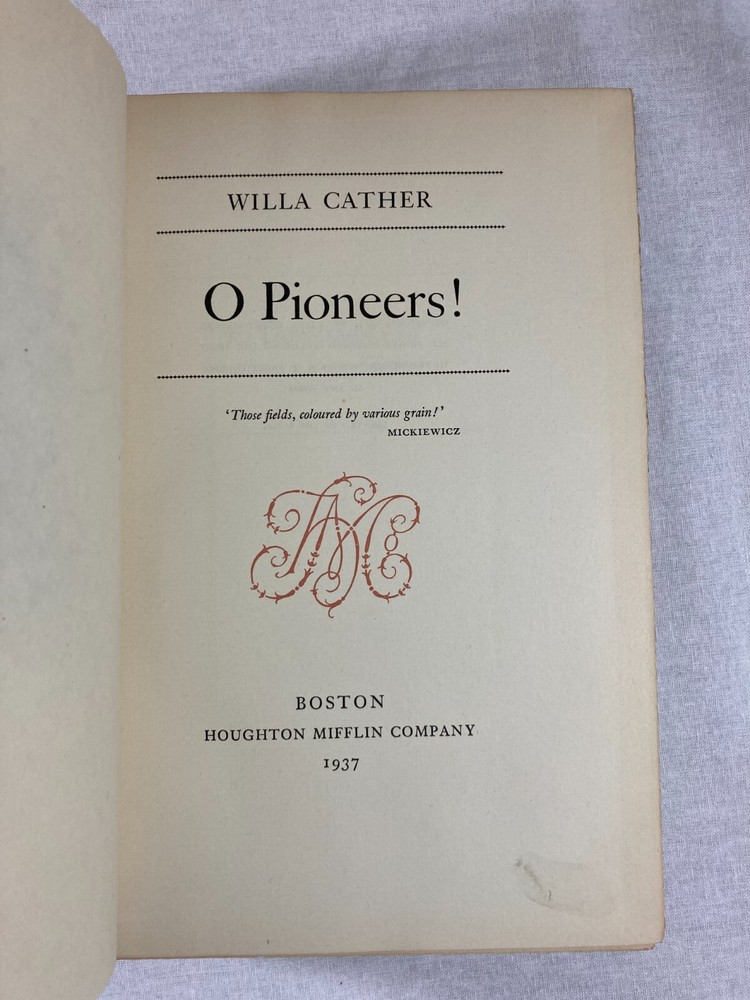 WILLA CATHER
O Pioneers!
‘Those fields, coloured by various grain!’
MICKIEWICZ
BOSTON
HOUGHTON MIFFLIN COMPANY
1937